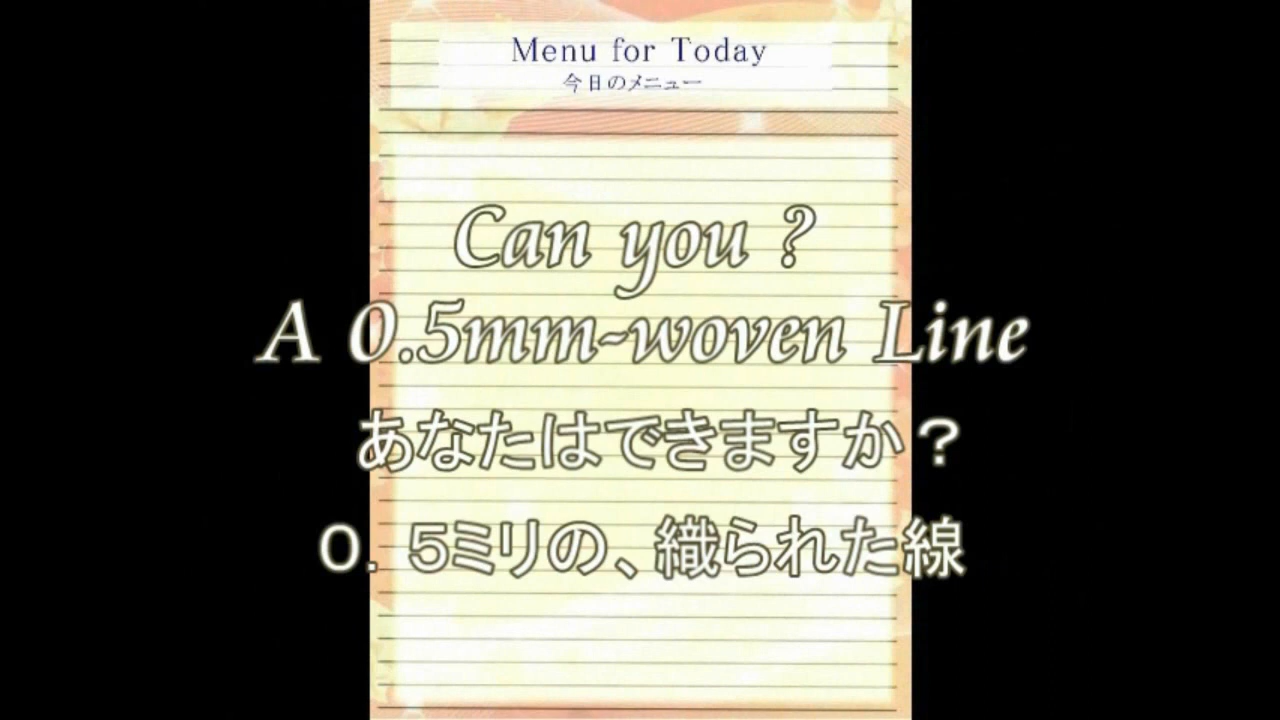 Menu for Today
今日のメニュー
Can you ?
A 0.5mm-woven Line
あなたはできますか？
０．５ミリの、織られた線